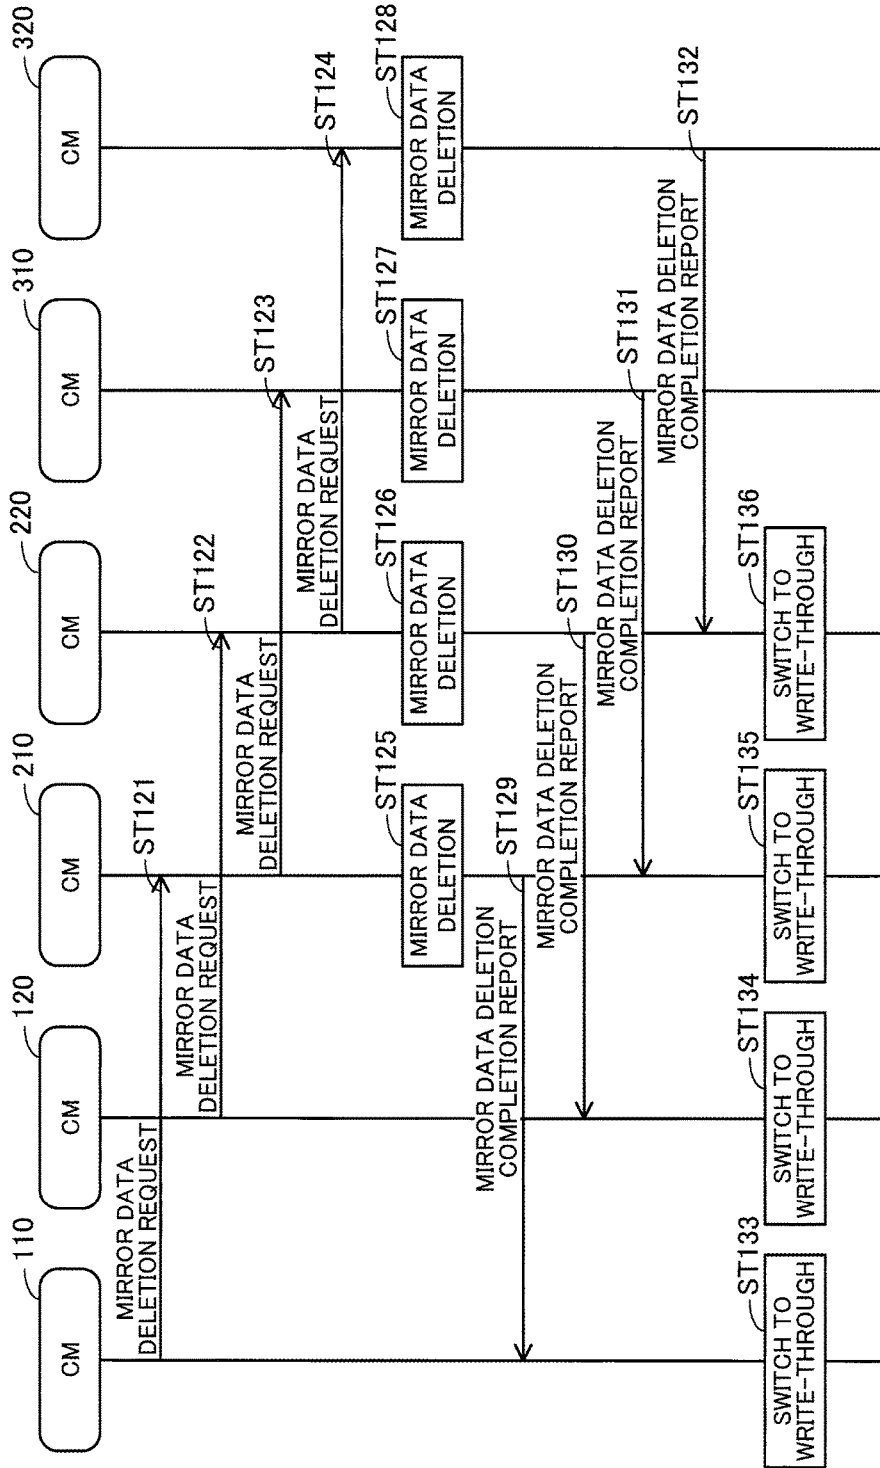 110
CM
120
CM
210
CM
220
CM
310
CM
320
CM
MIRROR DATA
DELETION REQUEST
ST121
MIRROR DATA
DELETION REQUEST
ST122
MIRROR DATA
DELETION REQUEST
ST123
MIRROR DATA
DELETION REQUEST
ST124
ST125
MIRROR DATA
DELETION
ST126
MIRROR DATA
DELETION
ST127
MIRROR DATA
DELETION
ST128
MIRROR DATA
DELETION
MIRROR DATA DELETION
COMPLETION REPORT
ST129
MIRROR DATA DELETION
COMPLETION REPORT
ST130
MIRROR DATA DELETION
COMPLETION REPORT
ST131
MIRROR DATA DELETION
COMPLETION REPORT
ST132
ST133
SWITCH TO
WRITE-THROUGH
ST134
SWITCH TO
WRITE-THROUGH
ST135
SWITCH TO
WRITE-THROUGH
ST136
SWITCH TO
WRITE-THROUGH